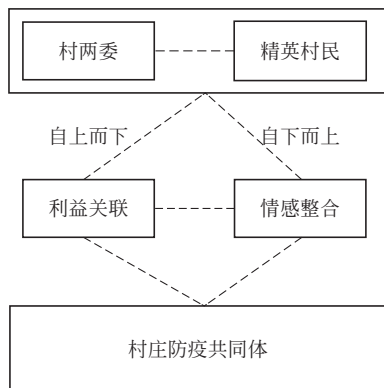 村两委
精英村民
自上而下
自下而上
利益关联
情感整合
村庄防疫共同体